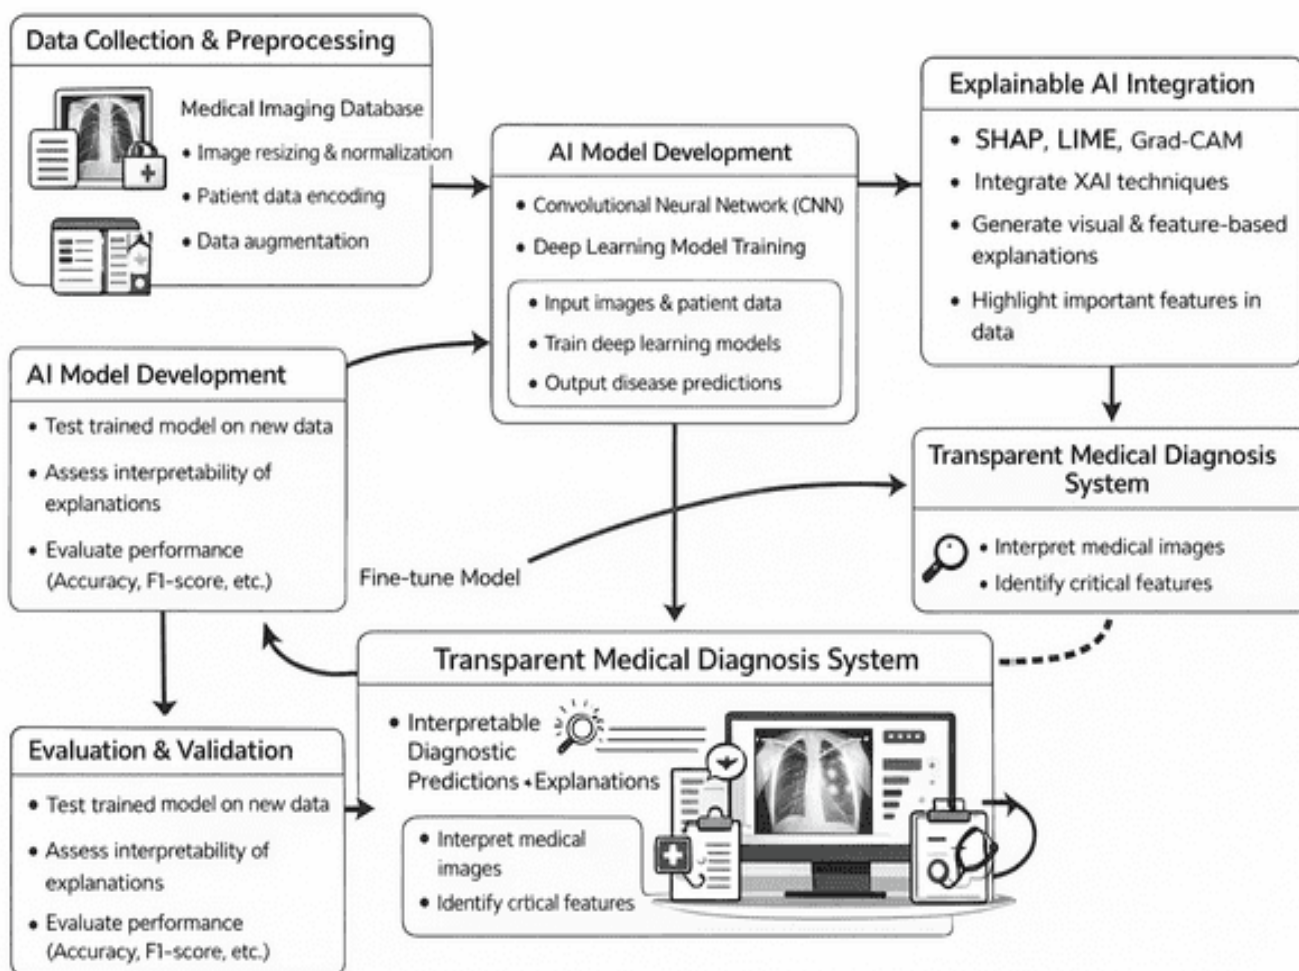 Data Collection & Preprocessing
Medical Imaging Database
• Image resizing & normalization
• Patient data encoding
• Data augmentation
AI Model Development
• Convolutional Neural Network (CNN)
• Deep Learning Model Training
• Input images & patient data
• Train deep learning models
• Output disease predictions
Explainable AI Integration
• SHAP, LIME, Grad-CAM
• Integrate XAI techniques
• Generate visual & feature-based
explanations
• Highlight important features in
data
AI Model Development
• Test trained model on new data
• Assess interpretability of
explanations
• Evaluate performance
(Accuracy, F1-score, etc.)
Fine-tune Model
Transparent Medical Diagnosis
System
• Interpret medical images
• Identify critical features
Evaluation & Validation
• Test trained model on new data
• Assess interpretability of
explanations
• Evaluate performance
(Accuracy, F1-score, etc.)
Transparent Medical Diagnosis System
• Interpretable
Diagnostic
Predictions +Explanations
• Interpret medical
images
• Identify crtical features